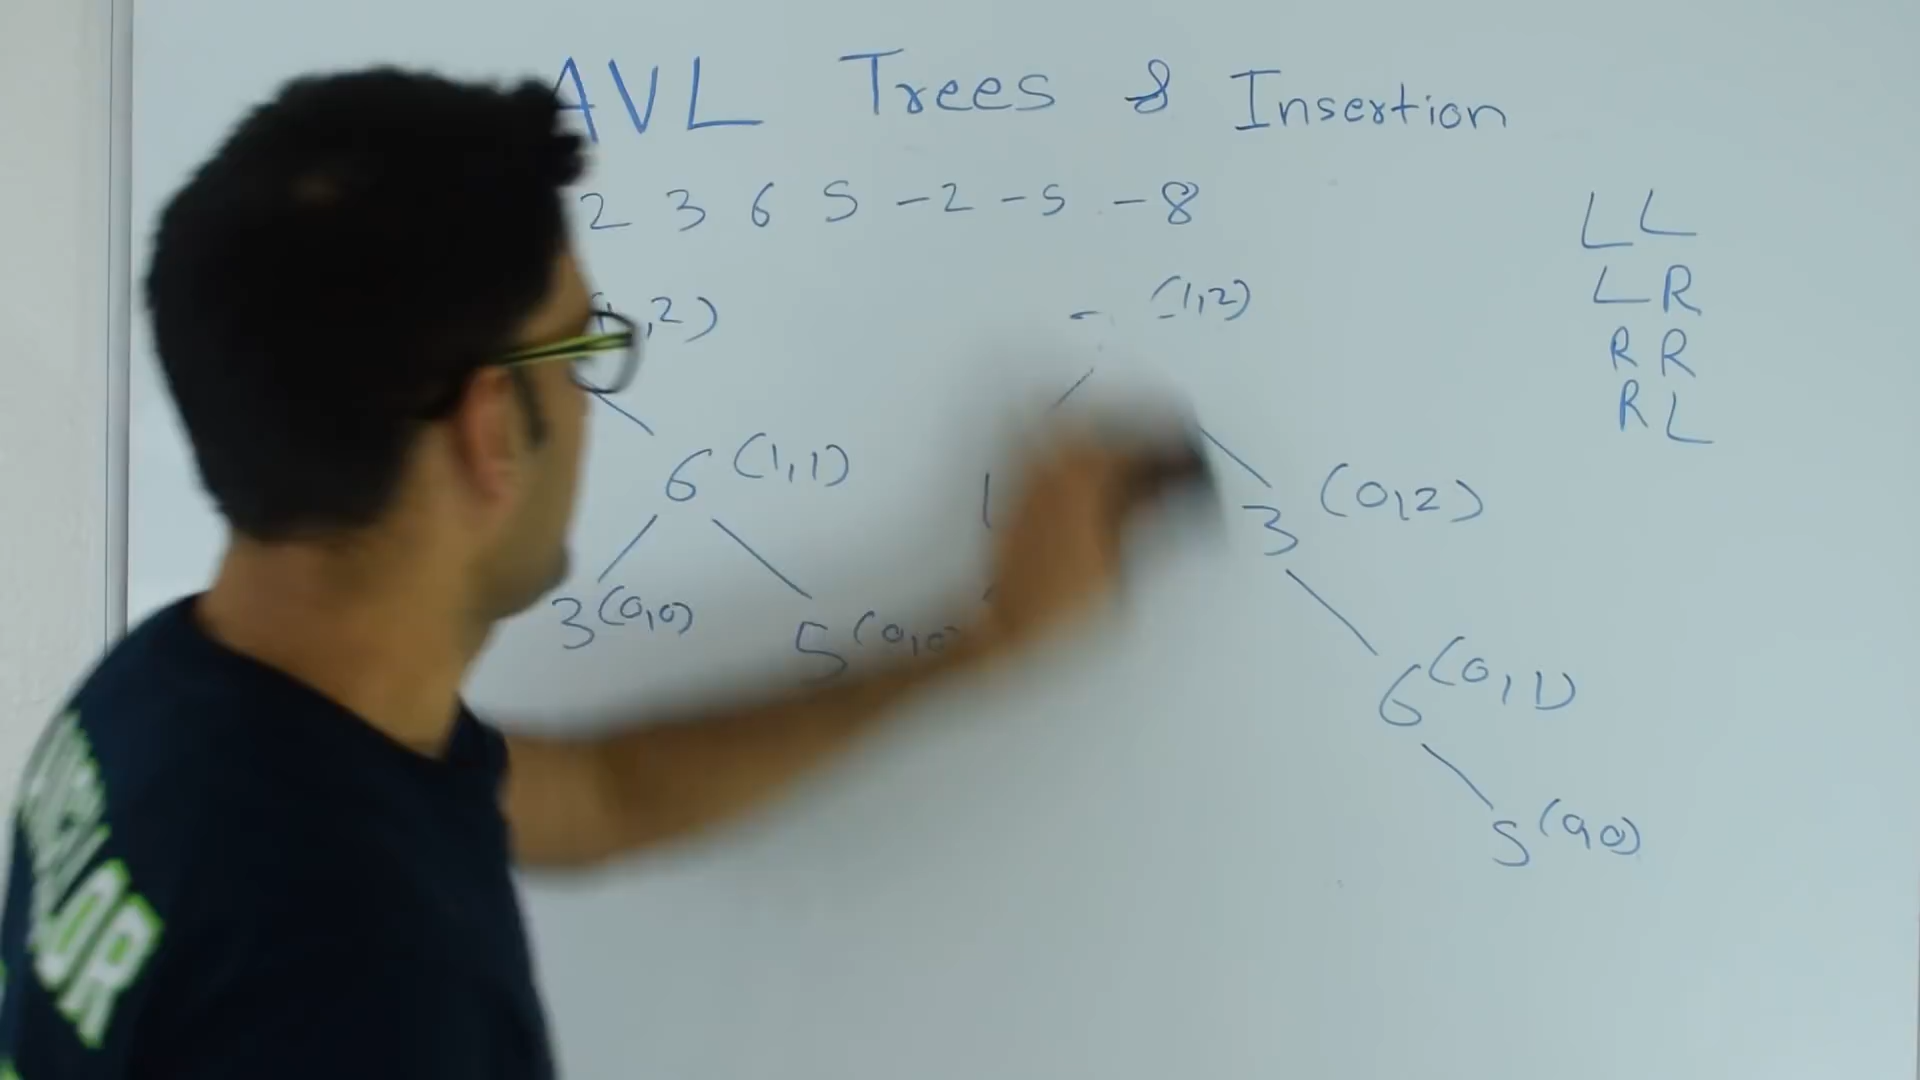 AVL Trees & Insertion
2 3 6 5 -2 -5 -8
LL
LR
RR
RL
,2)
(1,2)
6 (1,1)
3 (0,2)
3 (0,0)
5 (0,0
6 (0,1)
5 (0,0)